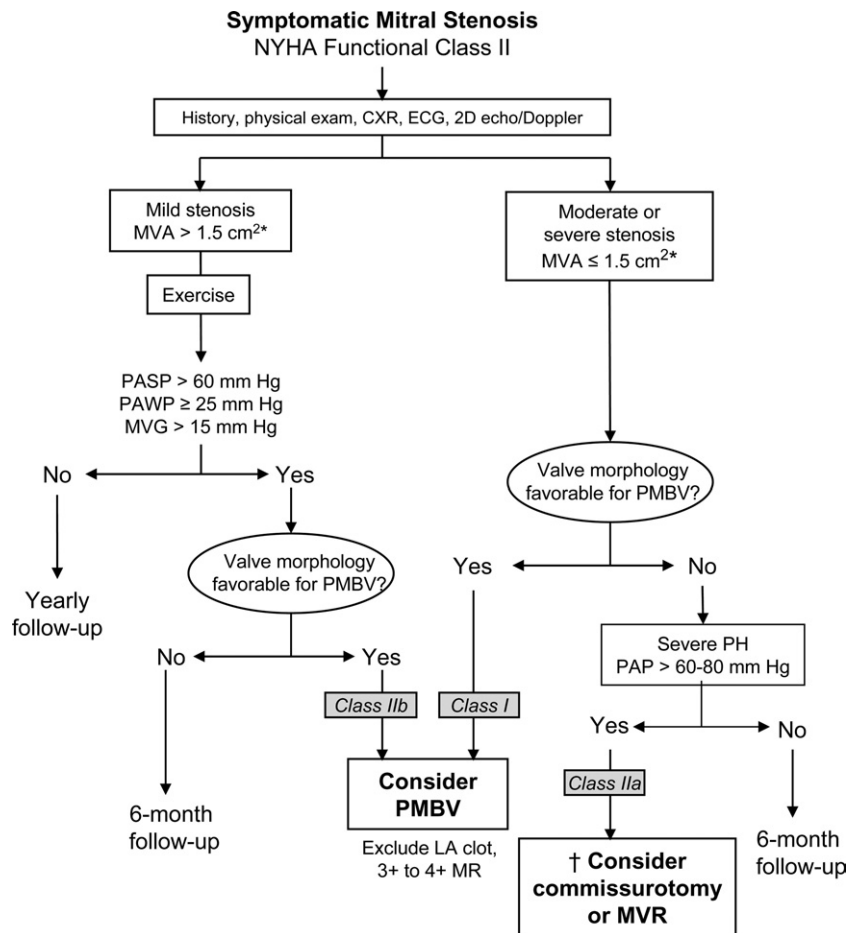 Symptomatic Mitral Stenosis
NYHA Functional Class II
History, physical exam, CXR, ECG, 2D echo/Doppler
Mild stenosis
MVA > 1.5 cm²*
Moderate or
severe stenosis
MVA ≤ 1.5 cm²*
Exercise
PASP > 60 mm Hg
PAWP ≥ 25 mm Hg
MVG > 15 mm Hg
No
Yes
Valve morphology
favorable for PMBV?
Yearly
follow-up
Valve morphology
favorable for PMBV?
Yes
No
No
Yes
Severe PH
PAP > 60-80 mm Hg
Class IIb
Class I
Yes
No
Consider
PMBV
Exclude LA clot,
3+ to 4+ MR
Class IIa
6-month
follow-up
6-month
follow-up
† Consider
commissurotomy
or MVR